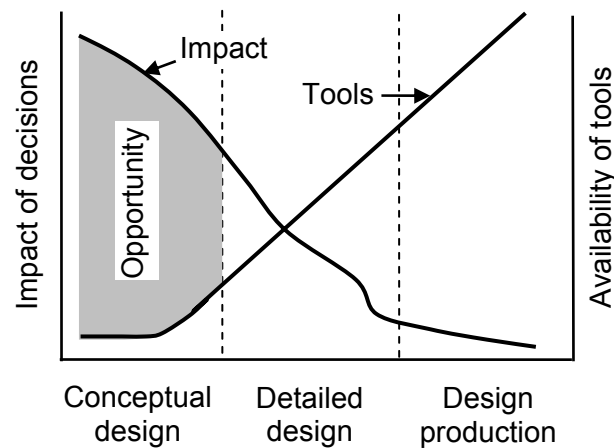 Impact
Tools
Opportunity
Impact of decisions
Availability of tools
Conceptual
design
Detailed
design
Design
production